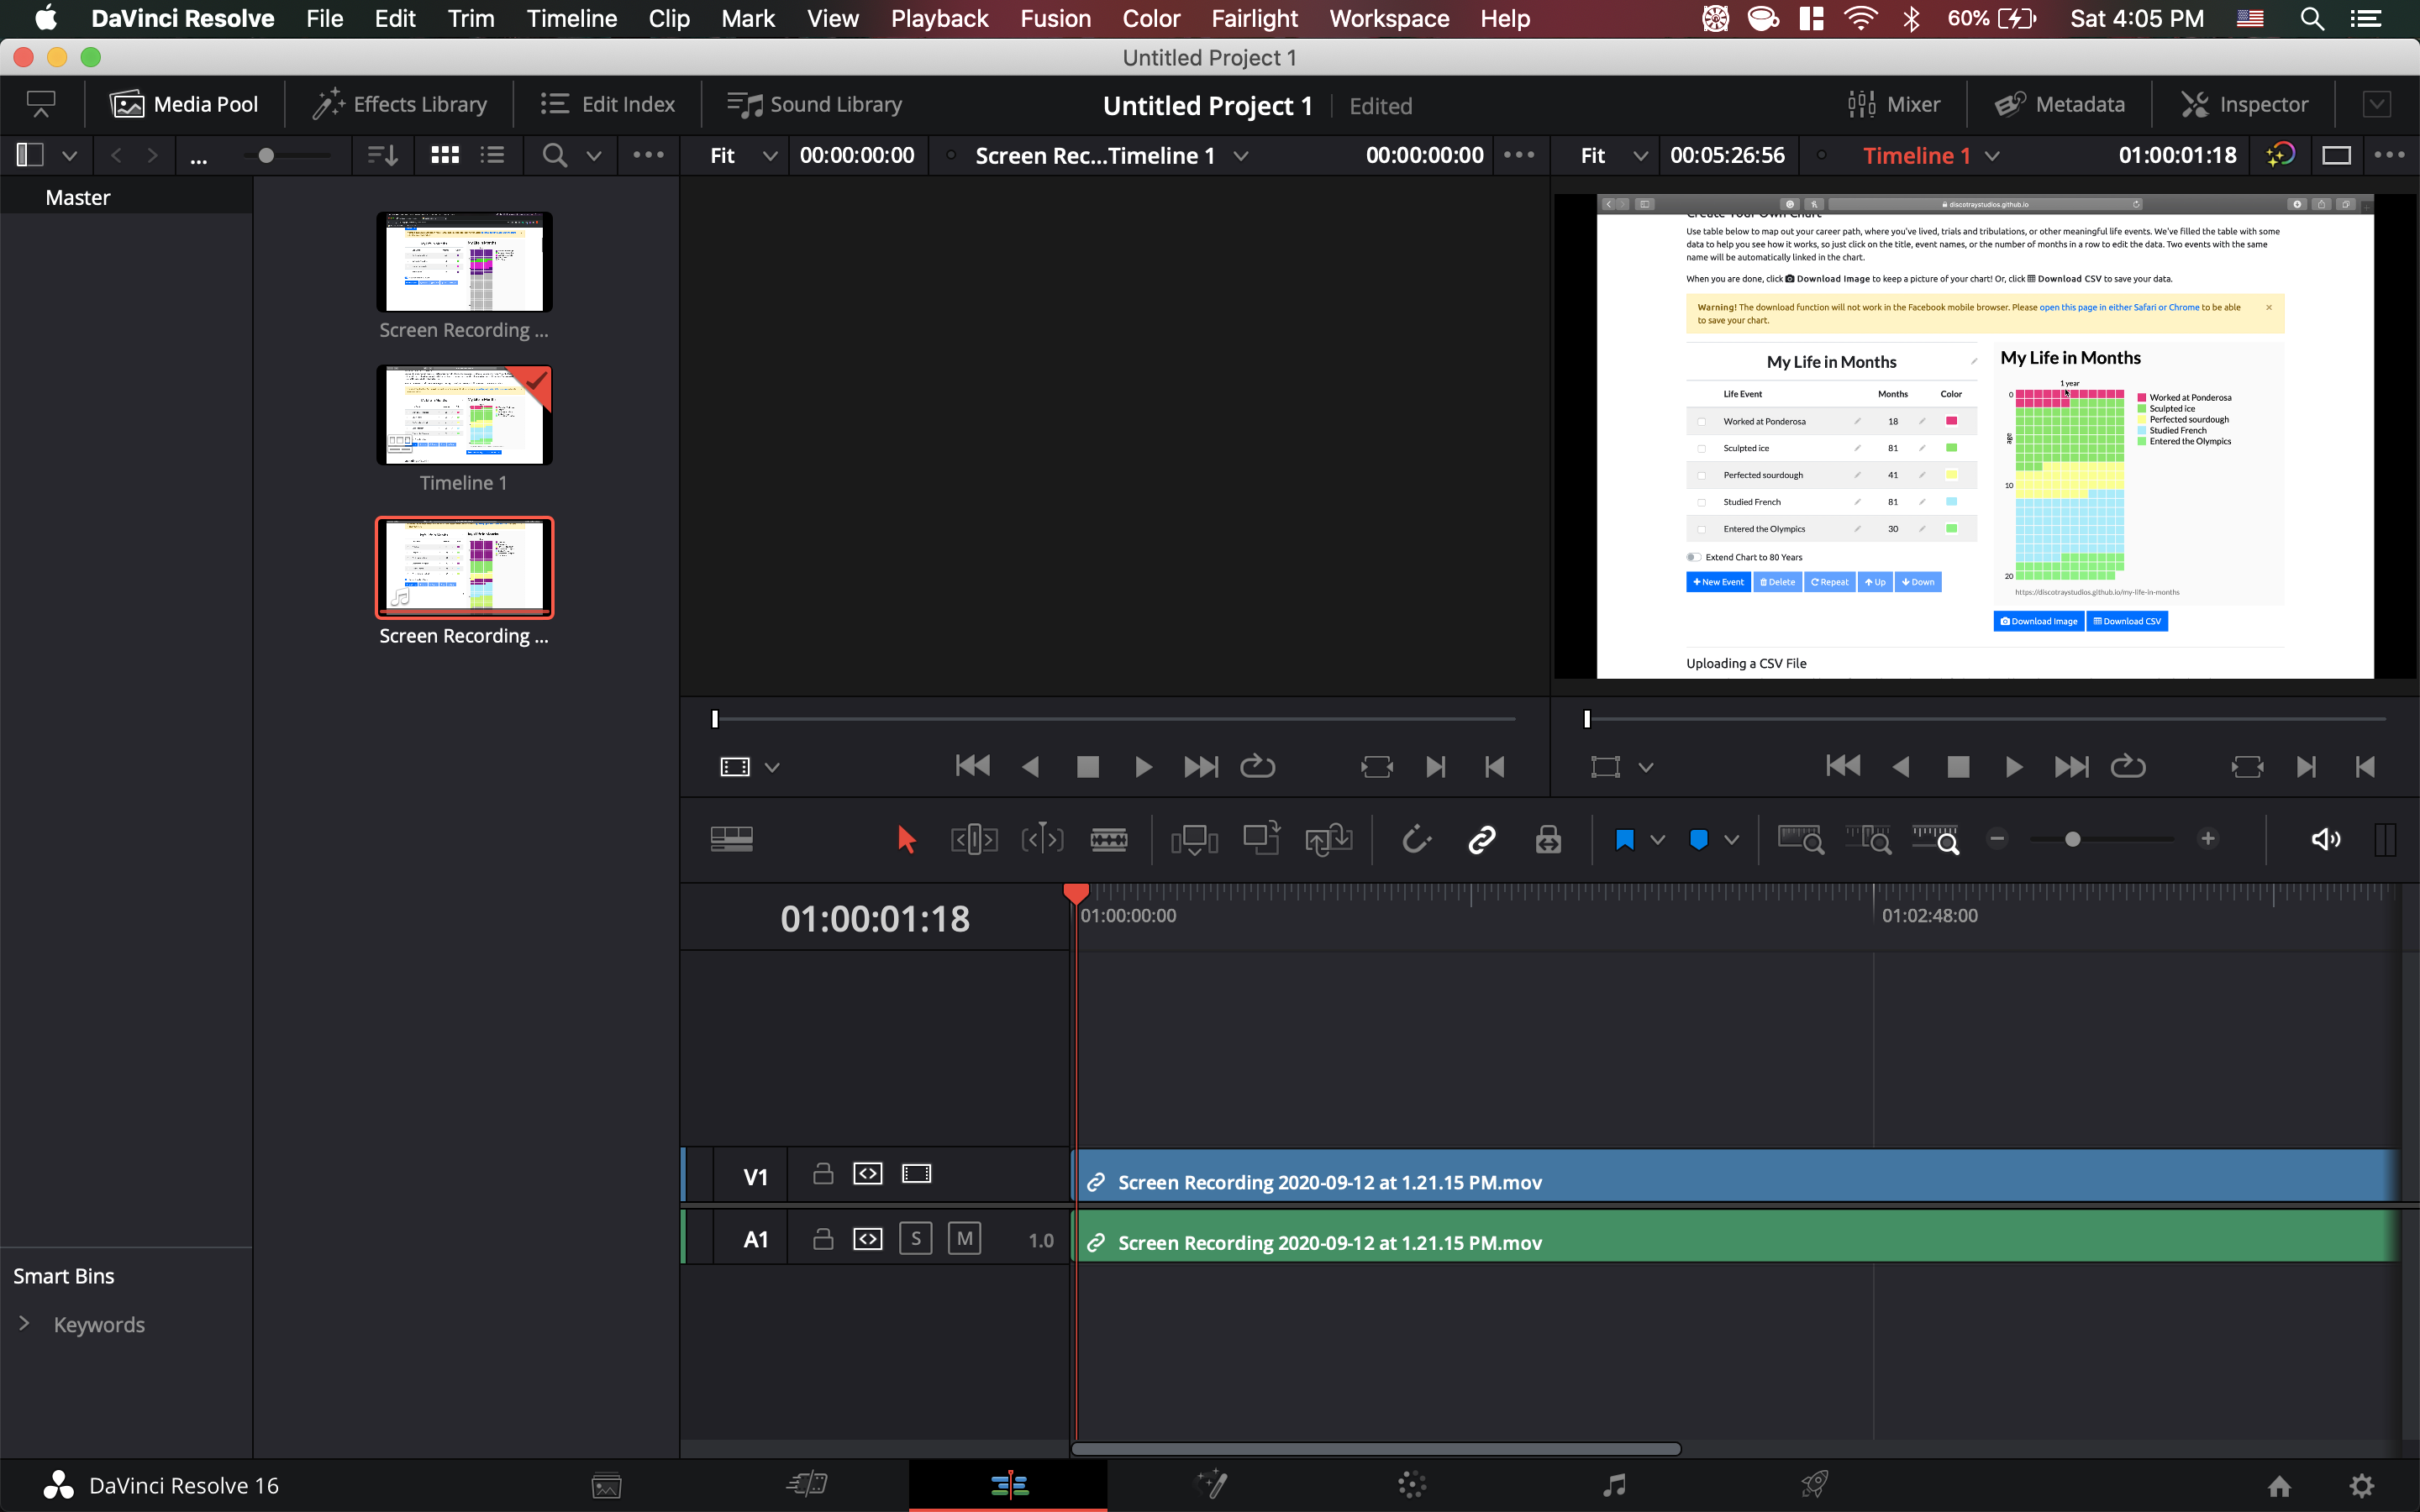 DaVinci Resolve File Edit Trim Timeline Clip Mark View Playback Fusion Color Fairlight Workspace Help 60% Sat 4:05 PM
Untitled Project 1
Media Pool Effects Library Edit Index Sound Library Untitled Project 1 Edited Mixer Metadata Inspector
... Fit 00:00:00:00 Screen Rec...Timeline 1 00:00:00:00 Fit 00:05:26:56 Timeline 1 01:00:01:18
Master
Screen Recording ...
Timeline 1
Screen Recording ...
discotraystudios.github.io
Create Your Own Chart
Use table below to map out your career path, where you've lived, trials and tribulations, or other meaningful life events. We've filled the table with some
data to help you see how it works, so just click on the title, event names, or the number of months in a row to edit the data. Two events with the same
name will be automatically linked in the chart.
When you are done, click Download Image to keep a picture of your chart! Or, click Download CSV to save your data.
Warning! The download function will not work in the Facebook mobile browser. Please open this page in either Safari or Chrome to be able
to save your chart.
My Life in Months
Life Event Months Color
Worked at Ponderosa 18
Sculpted ice 81
Perfected sourdough 41
Studied French 81
Entered the Olympics 30
Extend Chart to 80 Years
New Event Delete Repeat Up Down
My Life in Months
1 year
0
age
10
20
Worked at Ponderosa
Sculpted ice
Perfected sourdough
Studied French
Entered the Olympics
https://discotraystudios.github.io/my-life-in-months
Download Image Download CSV
Uploading a CSV File
01:00:01:18 01:00:00:00 01:02:48:00
V1 Screen Recording 2020-09-12 at 1.21.15 PM.mov
A1 S M 1.0 Screen Recording 2020-09-12 at 1.21.15 PM.mov
Smart Bins
Keywords
DaVinci Resolve 16